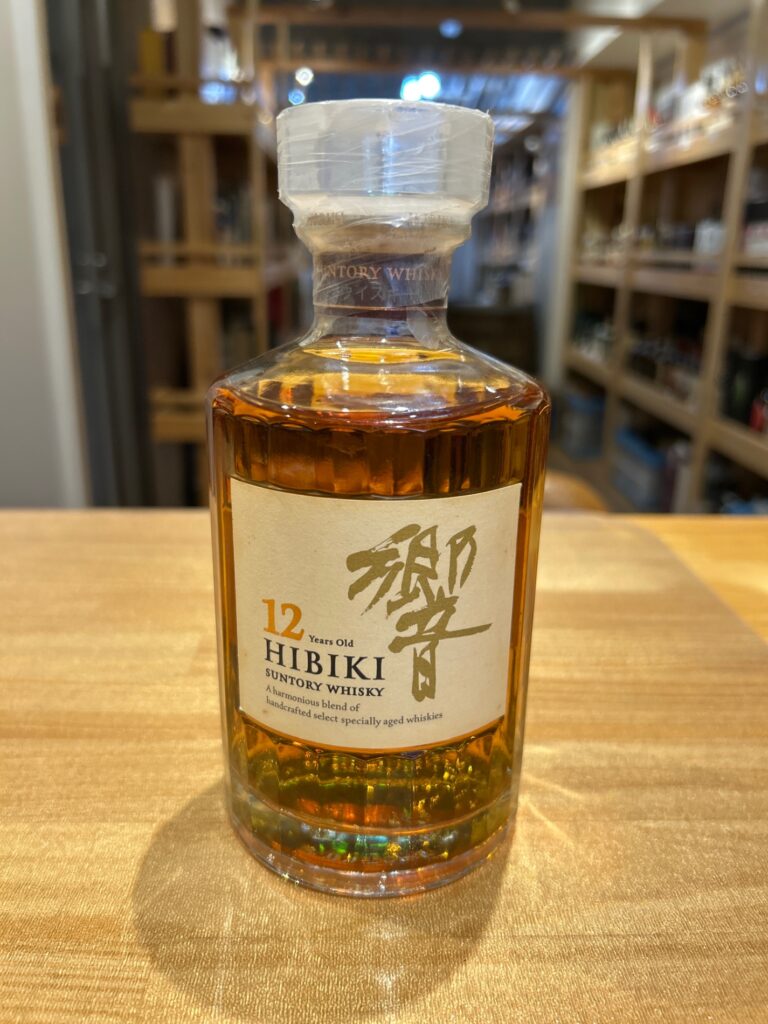 SUNTORY WHISKY
響
12 Years Old
HIBIKI
SUNTORY WHISKY
A harmonious blend of
handcrafted select specially aged whiskies